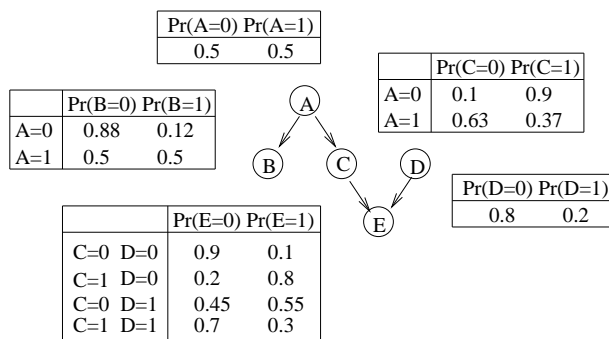 Pr(A=0) Pr(A=1)
0.5 0.5
Pr(B=0) Pr(B=1)
A=0 0.88 0.12
A=1 0.5 0.5
Pr(C=0) Pr(C=1)
A=0 0.1 0.9
A=1 0.63 0.37
A
B
C
D
E
Pr(D=0) Pr(D=1)
0.8 0.2
Pr(E=0) Pr(E=1)
C=0 D=0 0.9 0.1
C=1 D=0 0.2 0.8
C=0 D=1 0.45 0.55
C=1 D=1 0.7 0.3